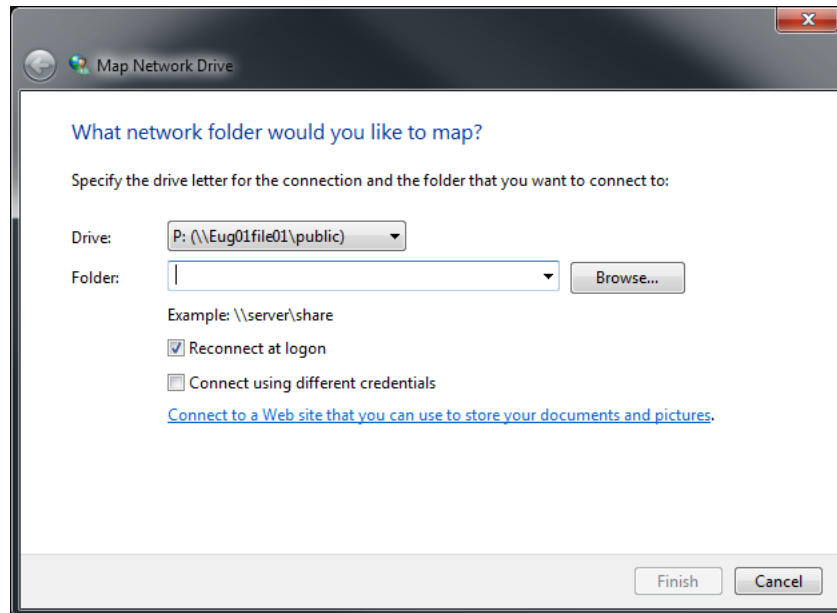 Map Network Drive
What network folder would you like to map?
Specify the drive letter for the connection and the folder that you want to connect to:
Drive: P: (\\Eug01file01\public)
Folder: Browse...
Example: \\server\share
Reconnect at logon
Connect using different credentials
Connect to a Web site that you can use to store your documents and pictures.
Finish Cancel